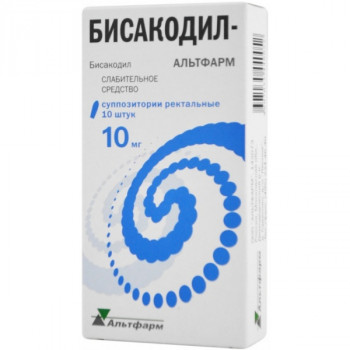 БИСАКОДИЛ-
АЛЬТФАРМ
Бисакодил
СЛАБИТЕЛЬНОЕ
СРЕДСТВО
суппозитории ректальные
10 штук
10 мг
Альтфарм